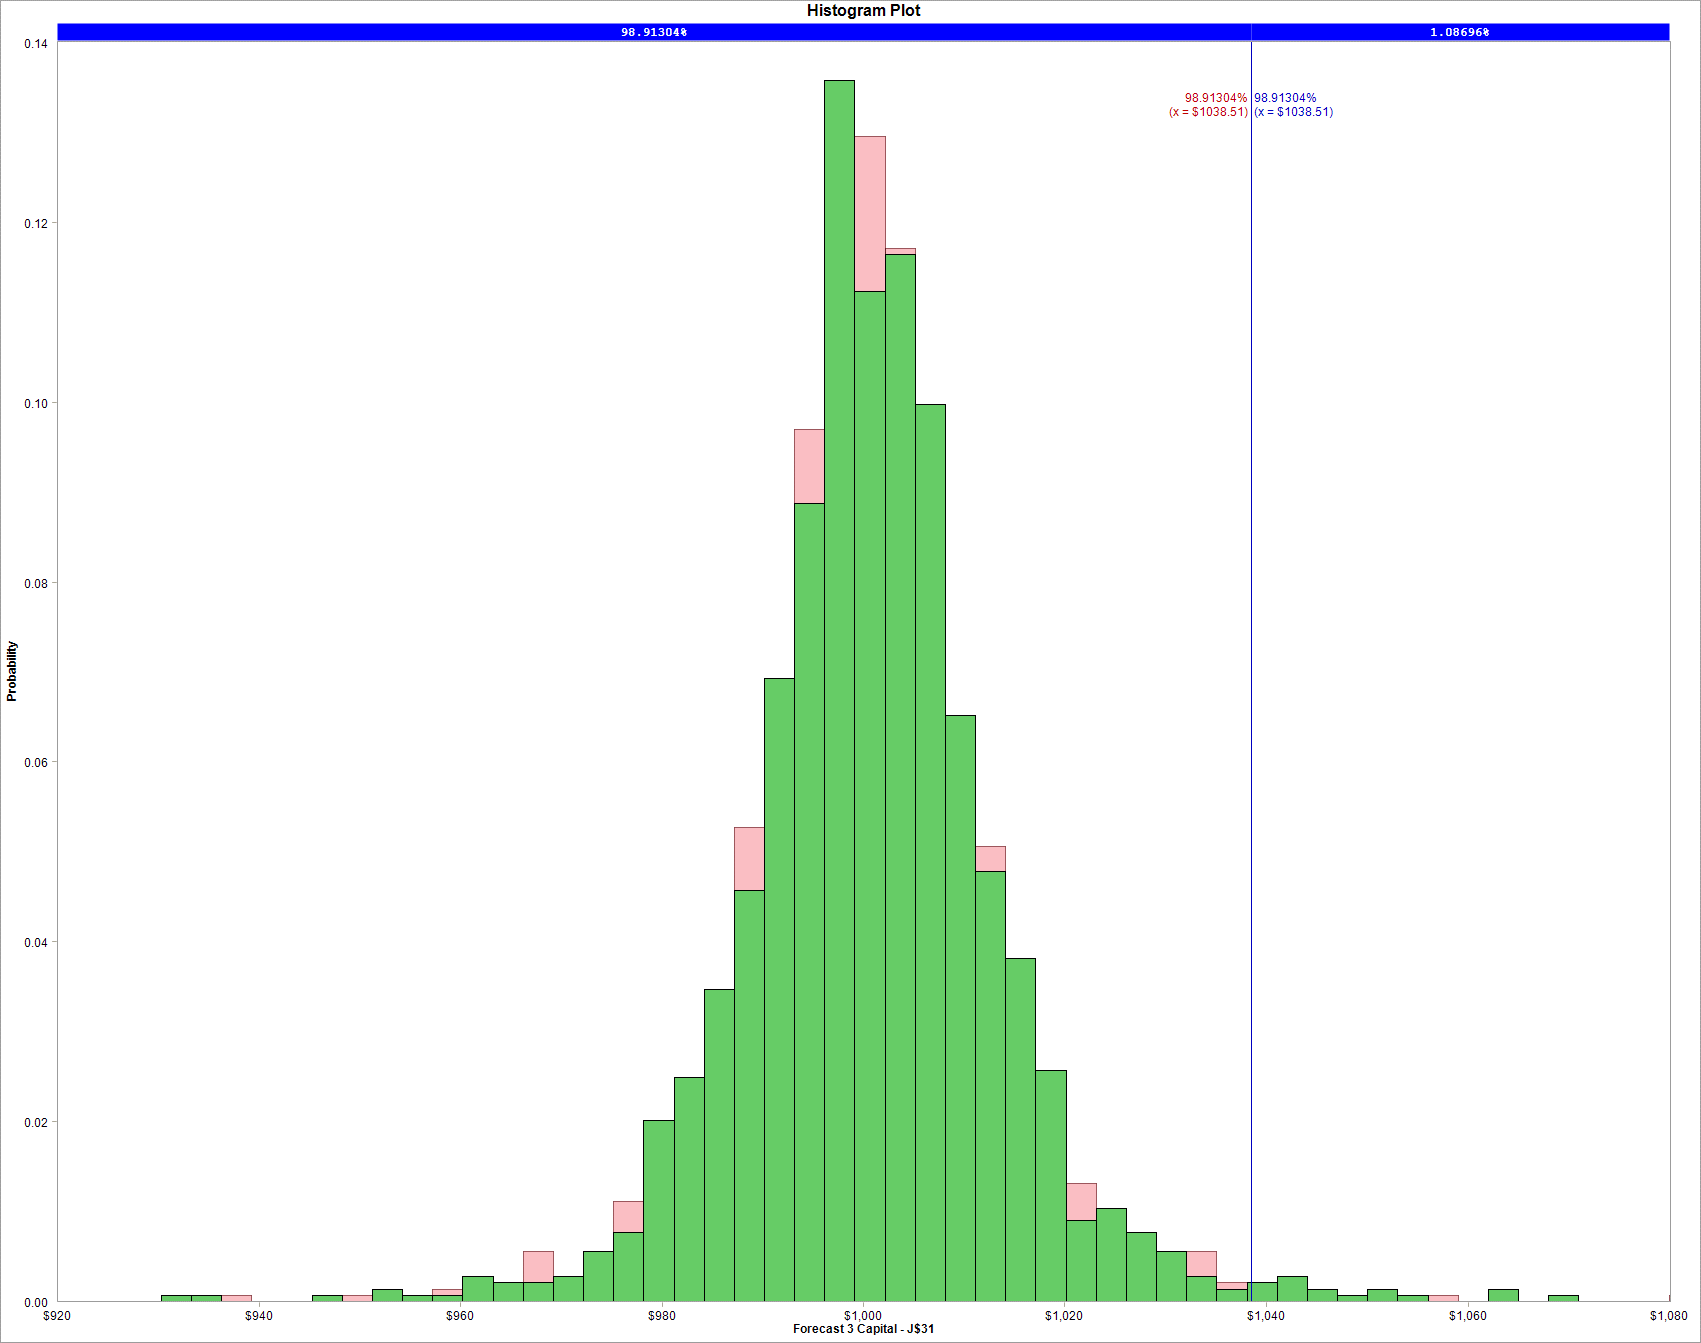 Histogram Plot
98.91304% 1.08696%
0.14
98.91304% 98.91304%
(x = $1038.51) (x = $1038.51)
0.12
0.10
0.08
Probability
0.06
0.04
0.02
0.00
$920 $940 $960 $980 $1,000 $1,020 $1,040 $1,060 $1,080
Forecast 3 Capital - J$31